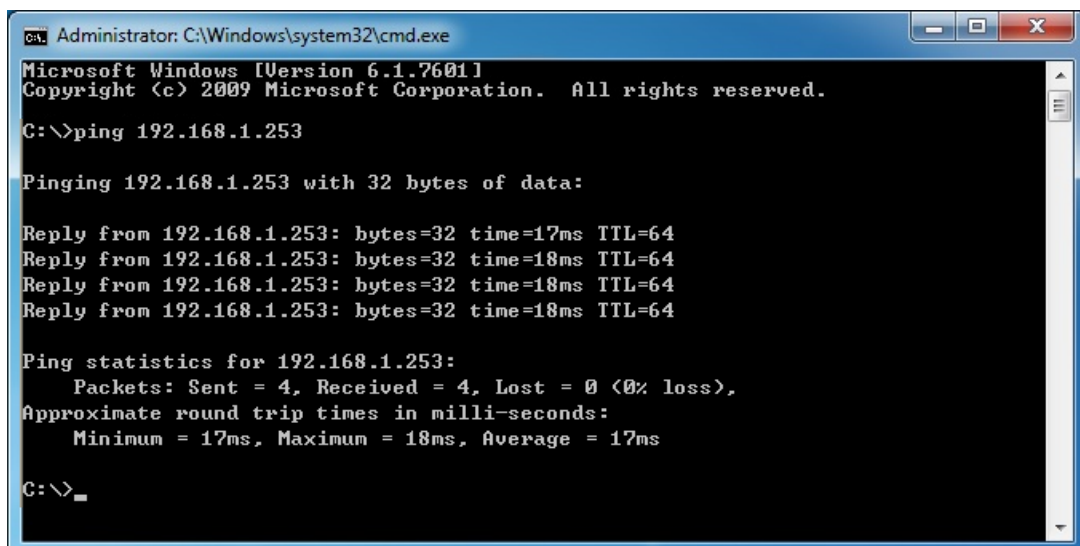 Administrator: C:\Windows\system32\cmd.exe
Microsoft Windows [Version 6.1.7601]
Copyright (c) 2009 Microsoft Corporation.  All rights reserved.
C:\>ping 192.168.1.253
Pinging 192.168.1.253 with 32 bytes of data:
Reply from 192.168.1.253: bytes=32 time=17ms TTL=64
Reply from 192.168.1.253: bytes=32 time=18ms TTL=64
Reply from 192.168.1.253: bytes=32 time=18ms TTL=64
Reply from 192.168.1.253: bytes=32 time=18ms TTL=64
Ping statistics for 192.168.1.253:
    Packets: Sent = 4, Received = 4, Lost = 0 (0% loss),
Approximate round trip times in milli-seconds:
    Minimum = 17ms, Maximum = 18ms, Average = 17ms
C:\>_